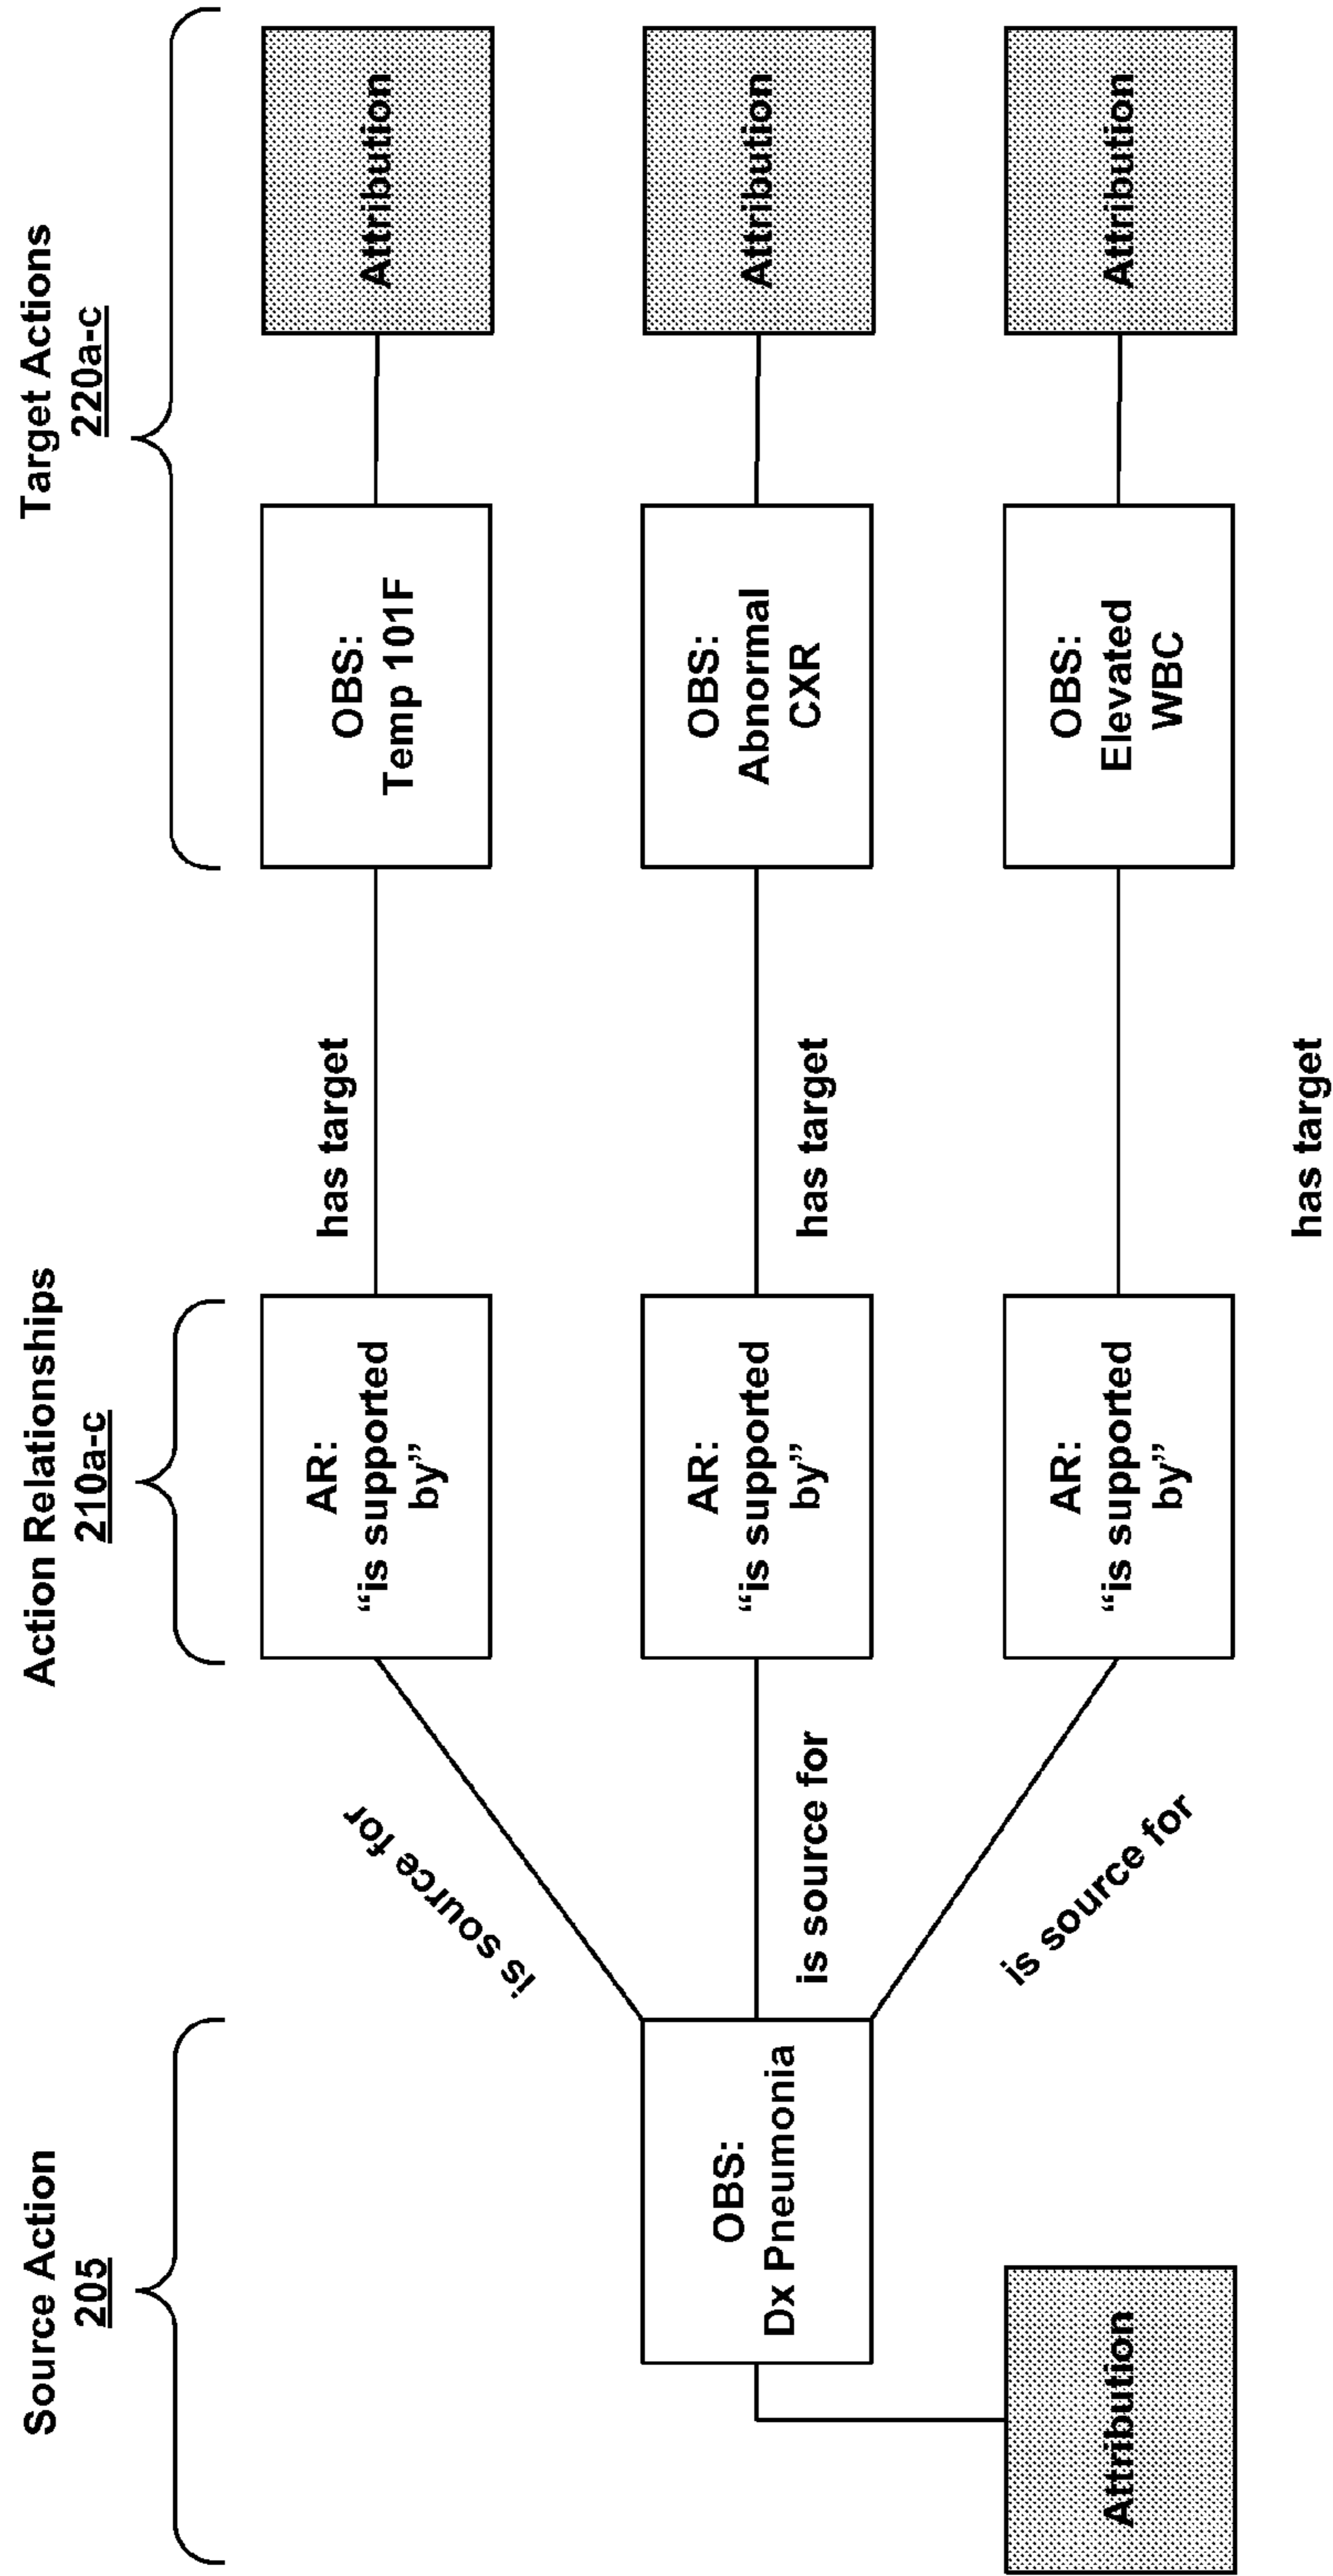 Source Action
205
Action Relationships
210a-c
Target Actions
220a-c
OBS:
Dx Pneumonia
Attribution
is source for
is source for
is source for
AR:
“is supported
by”
has target
OBS:
Temp 101F
Attribution
AR:
“is supported
by”
has target
OBS:
Abnormal
CXR
Attribution
AR:
“is supported
by”
has target
OBS:
Elevated
WBC
Attribution